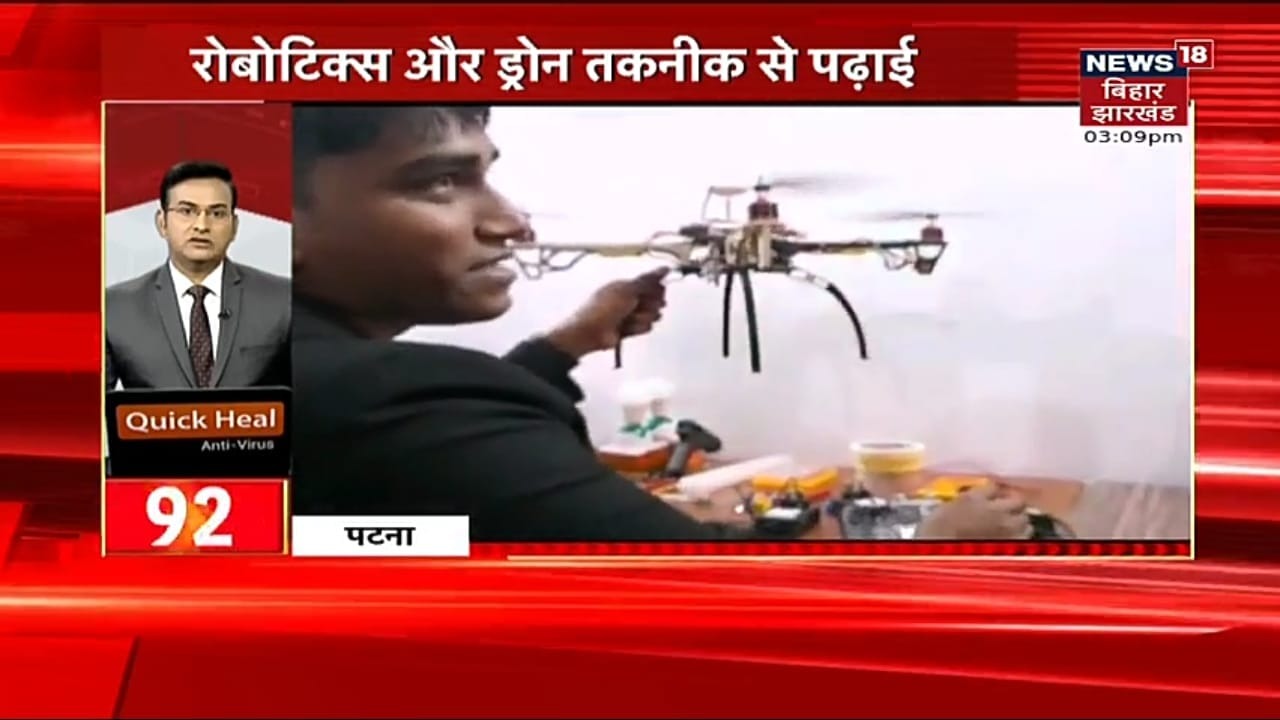 रोबोटिक्स और ड्रोन तकनीक से पढ़ाई
NEWS 18
बिहार
झारखंड
03:09pm
Quick Heal
Anti-Virus
92
पटना